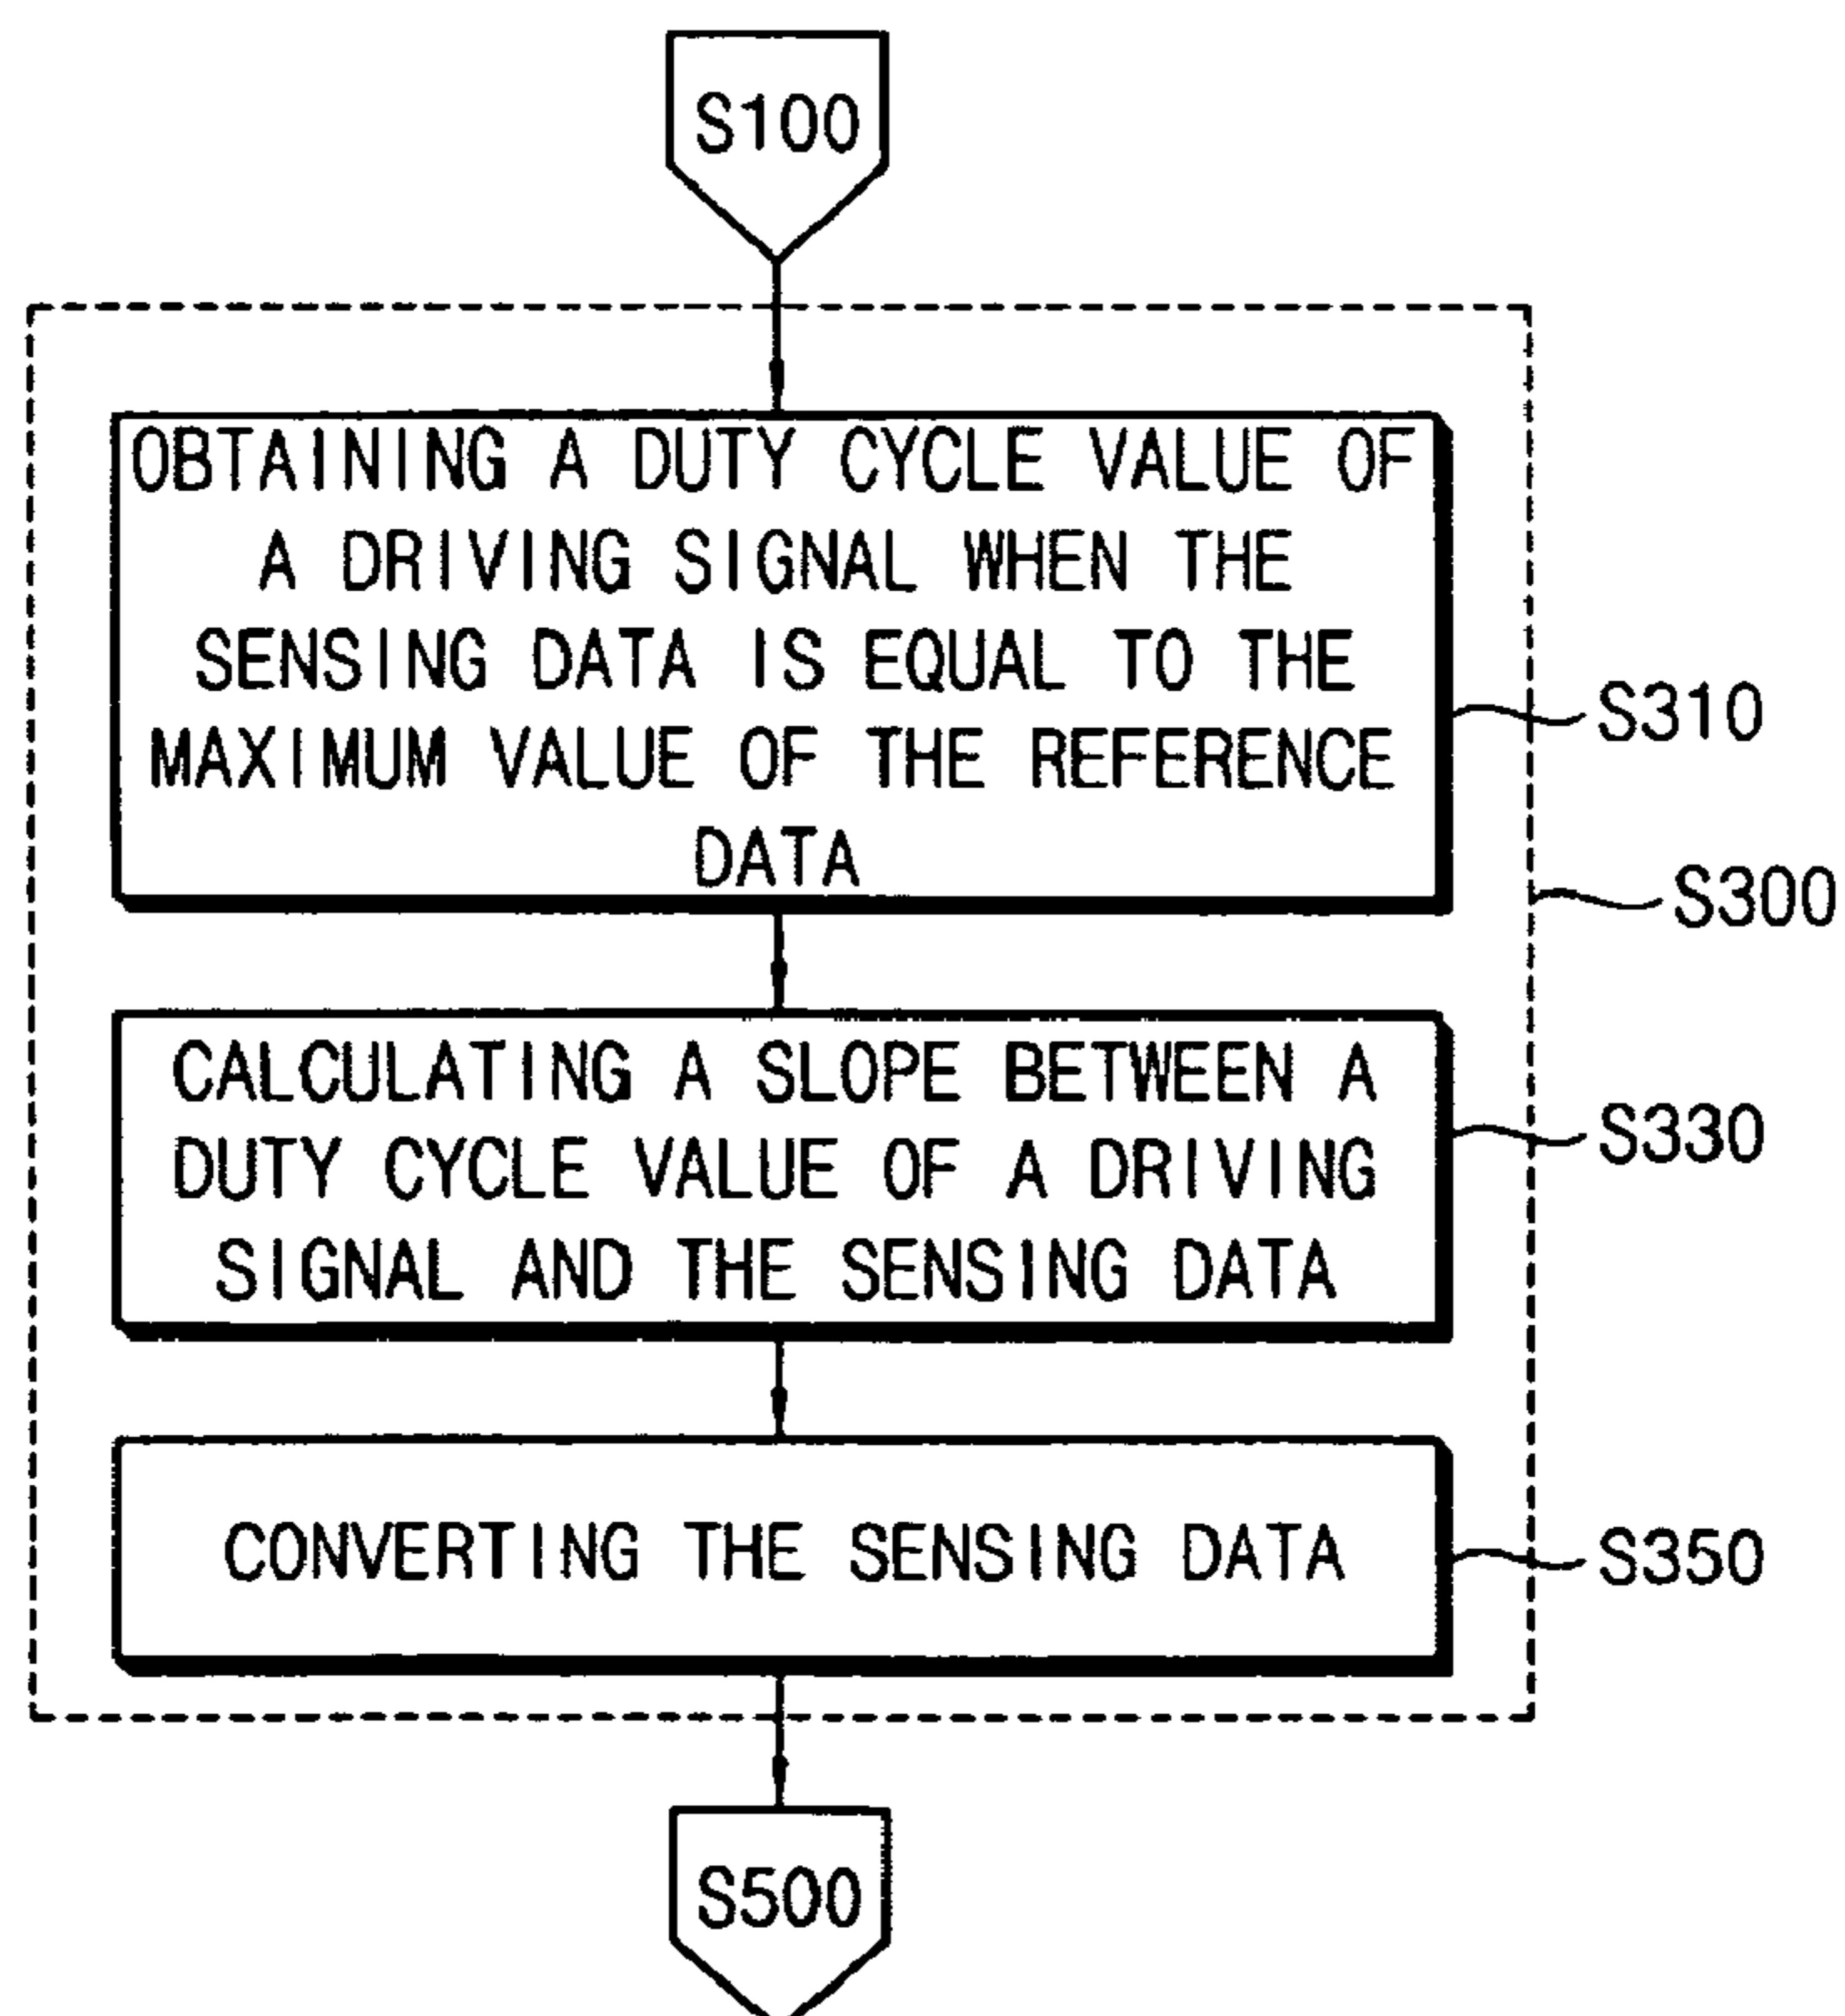 S100
OBTAINING A DUTY CYCLE VALUE OF
A DRIVING SIGNAL WHEN THE
SENSING DATA IS EQUAL TO THE
MAXIMUM VALUE OF THE REFERENCE
DATA
S310
S300
CALCULATING A SLOPE BETWEEN A
DUTY CYCLE VALUE OF A DRIVING
SIGNAL AND THE SENSING DATA
S330
CONVERTING THE SENSING DATA
S350
S500